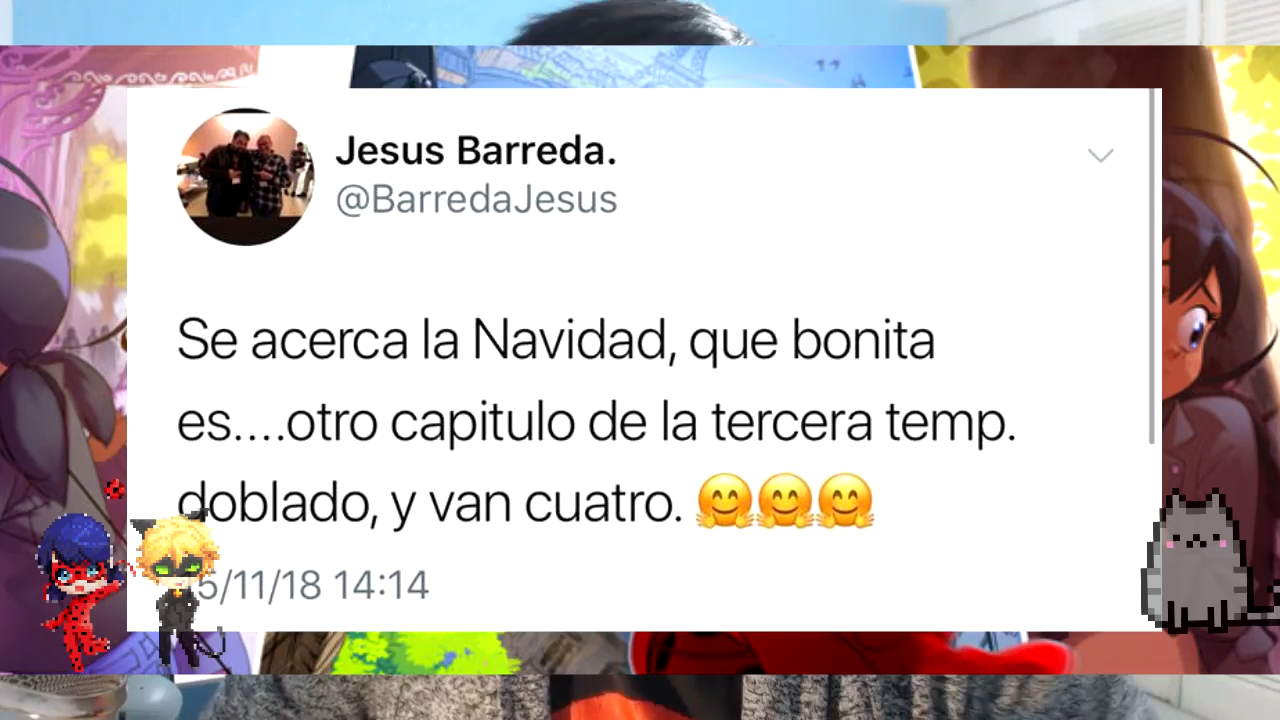 Jesus Barreda.
@BarredaJesus
Se acerca la Navidad, que bonita
es....otro capitulo de la tercera temp.
doblado, y van cuatro. 🤗🤗🤗
5/11/18 14:14